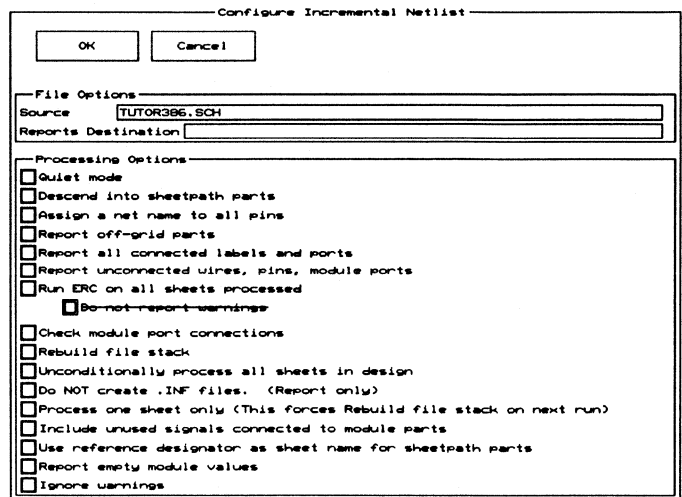 Configure Incremental Netlist
OK
Cancel
File Options
Source TUTOR386.SCH
Reports Destination
Processing Options
Quiet mode
Descend into sheetpath parts
Assign a net name to all pins
Report off-grid parts
Report all connected labels and ports
Report unconnected wires, pins, module ports
Run ERC on all sheets processed
Do not report warnings
Check module port connections
Rebuild file stack
Unconditionally process all sheets in design
Do NOT create .INF files. (Report only)
Process one sheet only (This forces Rebuild file stack on next run)
Include unused signals connected to module parts
Use reference designator as sheet name for sheetpath parts
Report empty module values
Ignore warnings